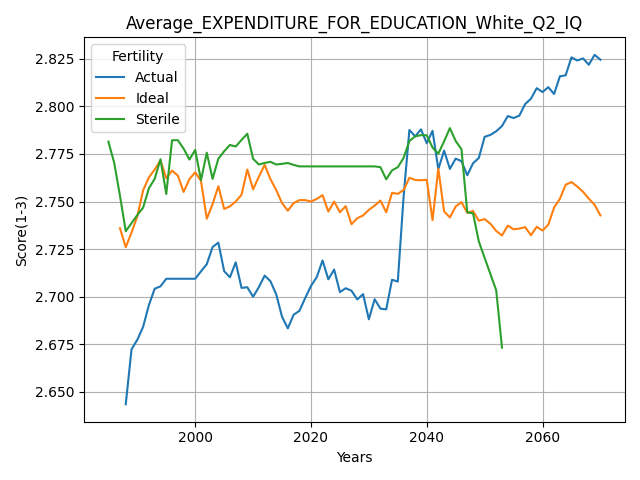 Average_EXPENDITURE_FOR_EDUCATION_White_Q2_IQ
Fertility
Actual
Ideal
Sterile
2.825
2.800
2.775
2.750
2.725
2.700
2.675
2.650
Score(1-3)
2000
2020
2040
2060
Years